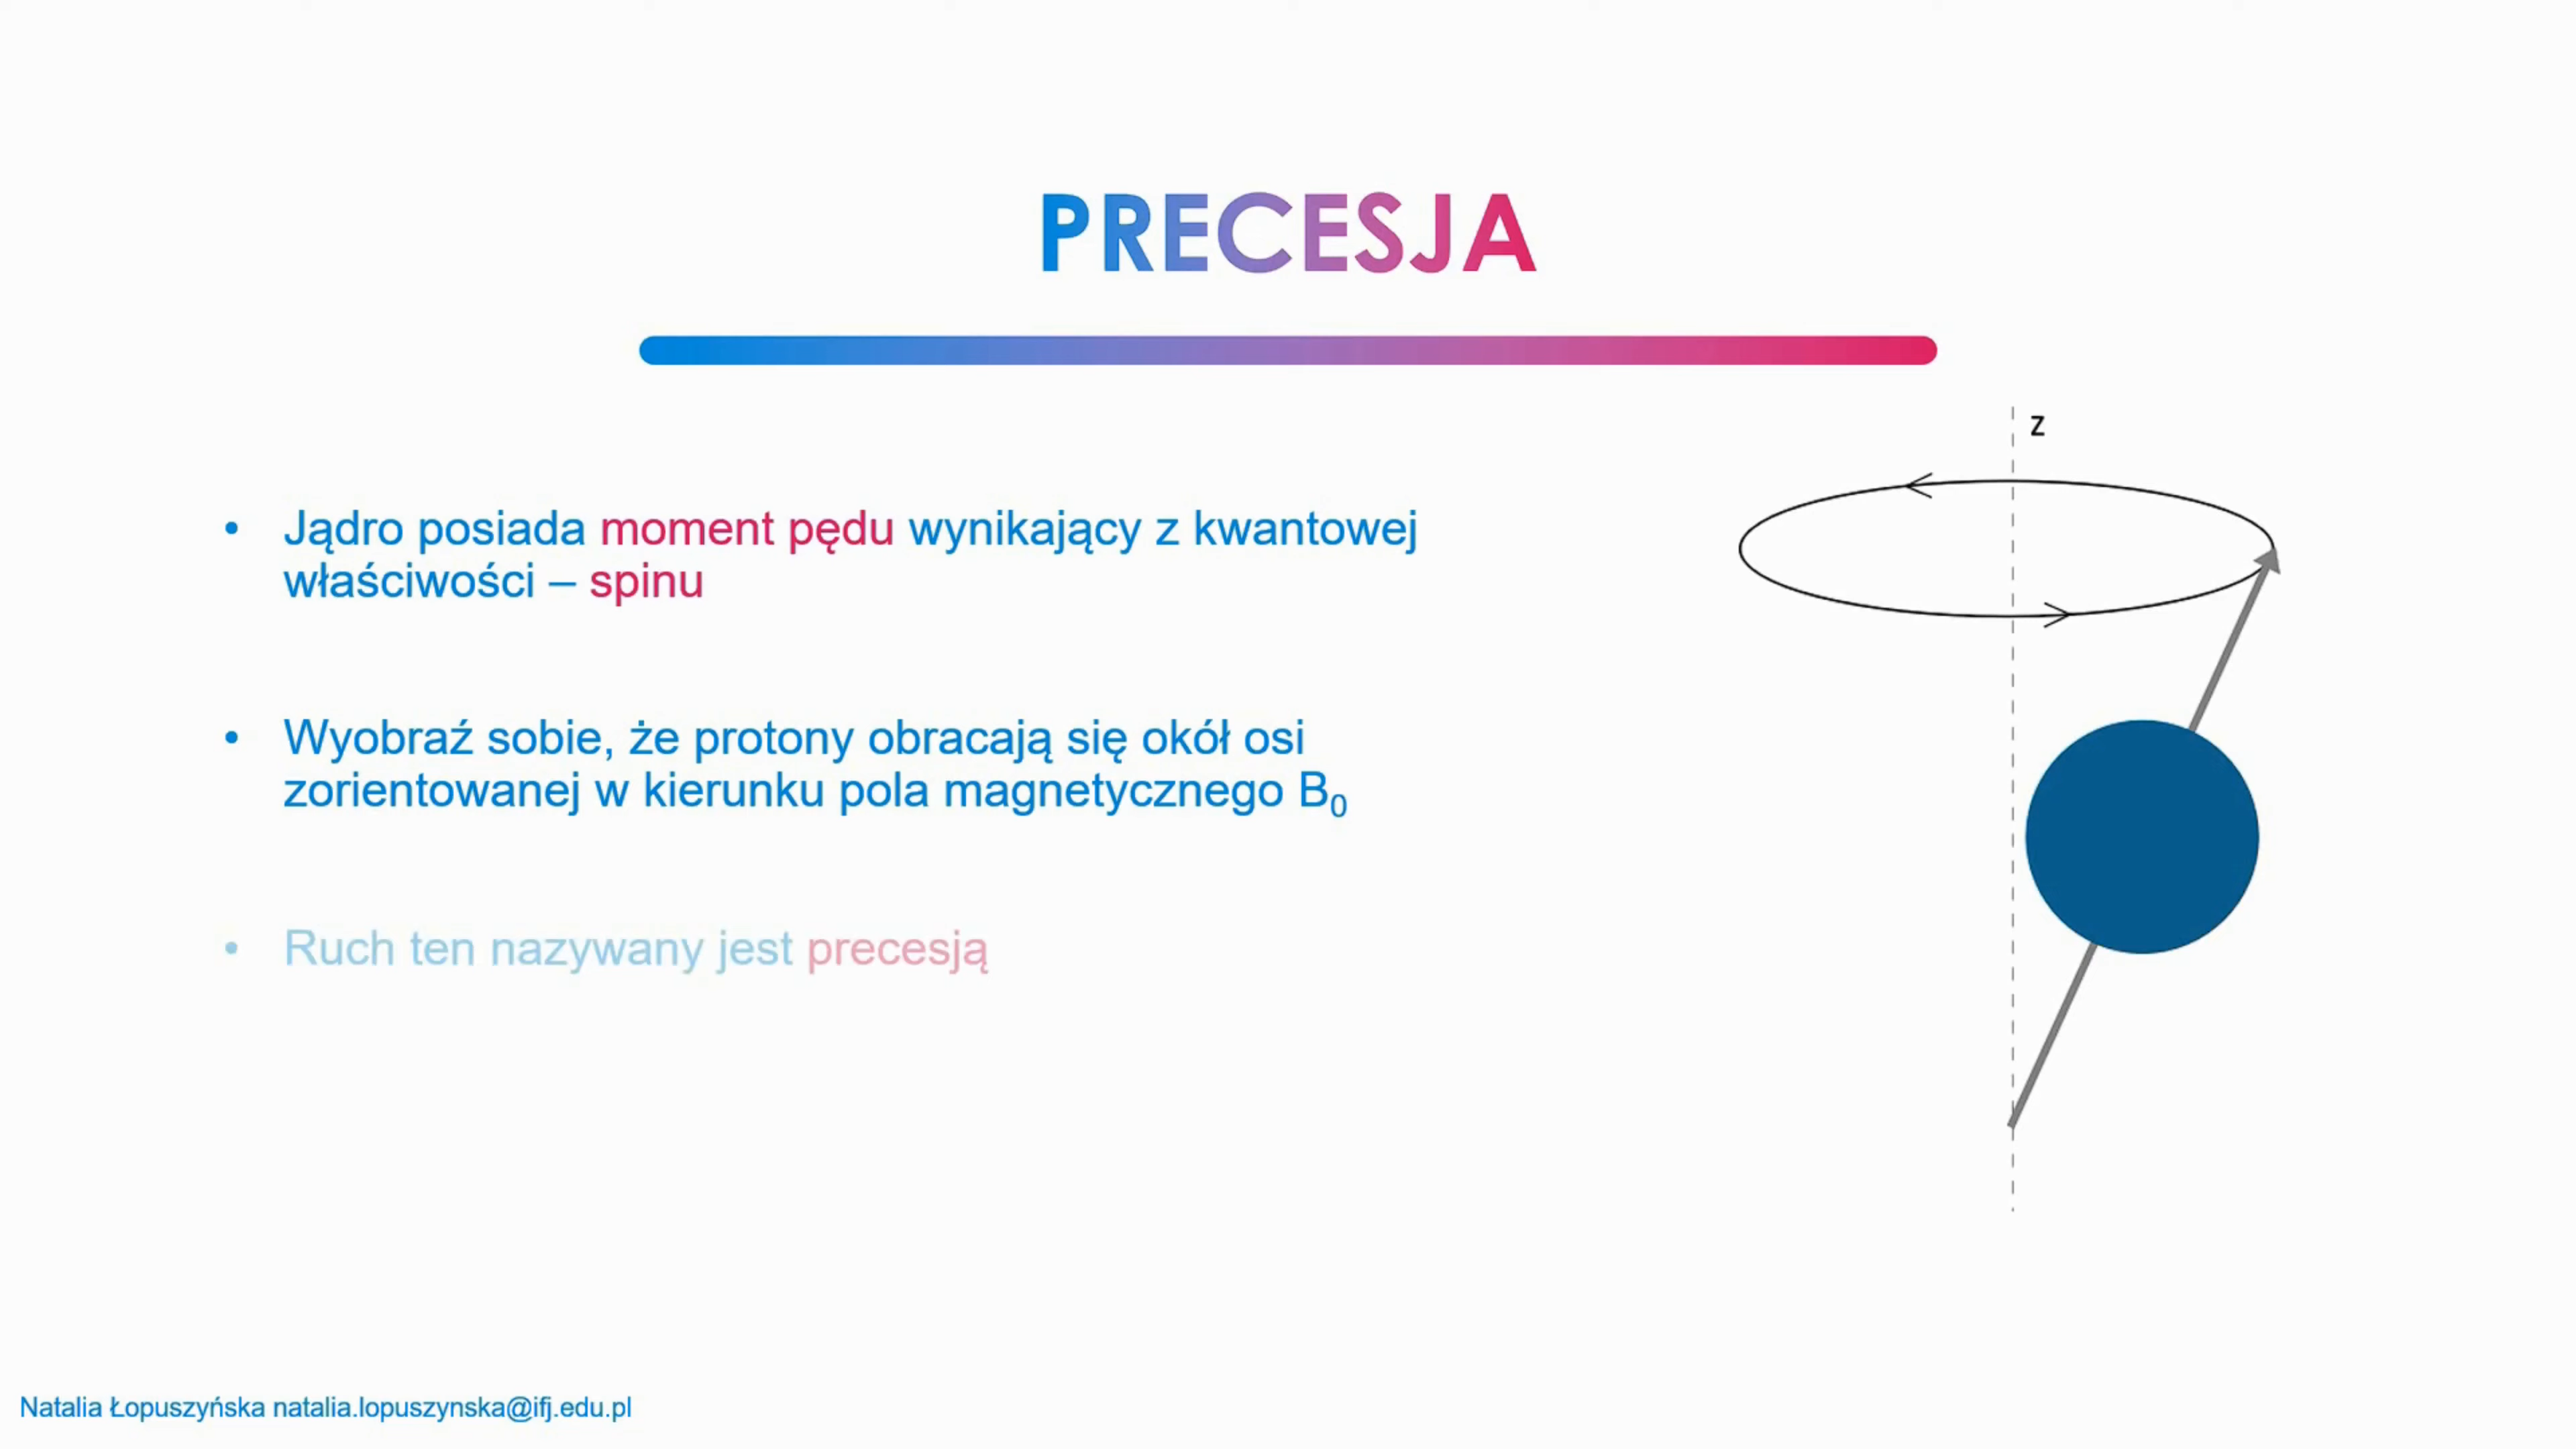 PRECESJA
z
• Jądro posiada moment pędu wynikający z kwantowej
właściwości – spinu
• Wyobraź sobie, że protony obracają się okół osi
zorientowanej w kierunku pola magnetycznego B₀
• Ruch ten nazywany jest precesją
Natalia Łopuszyńska natalia.lopuszynska@ifj.edu.pl